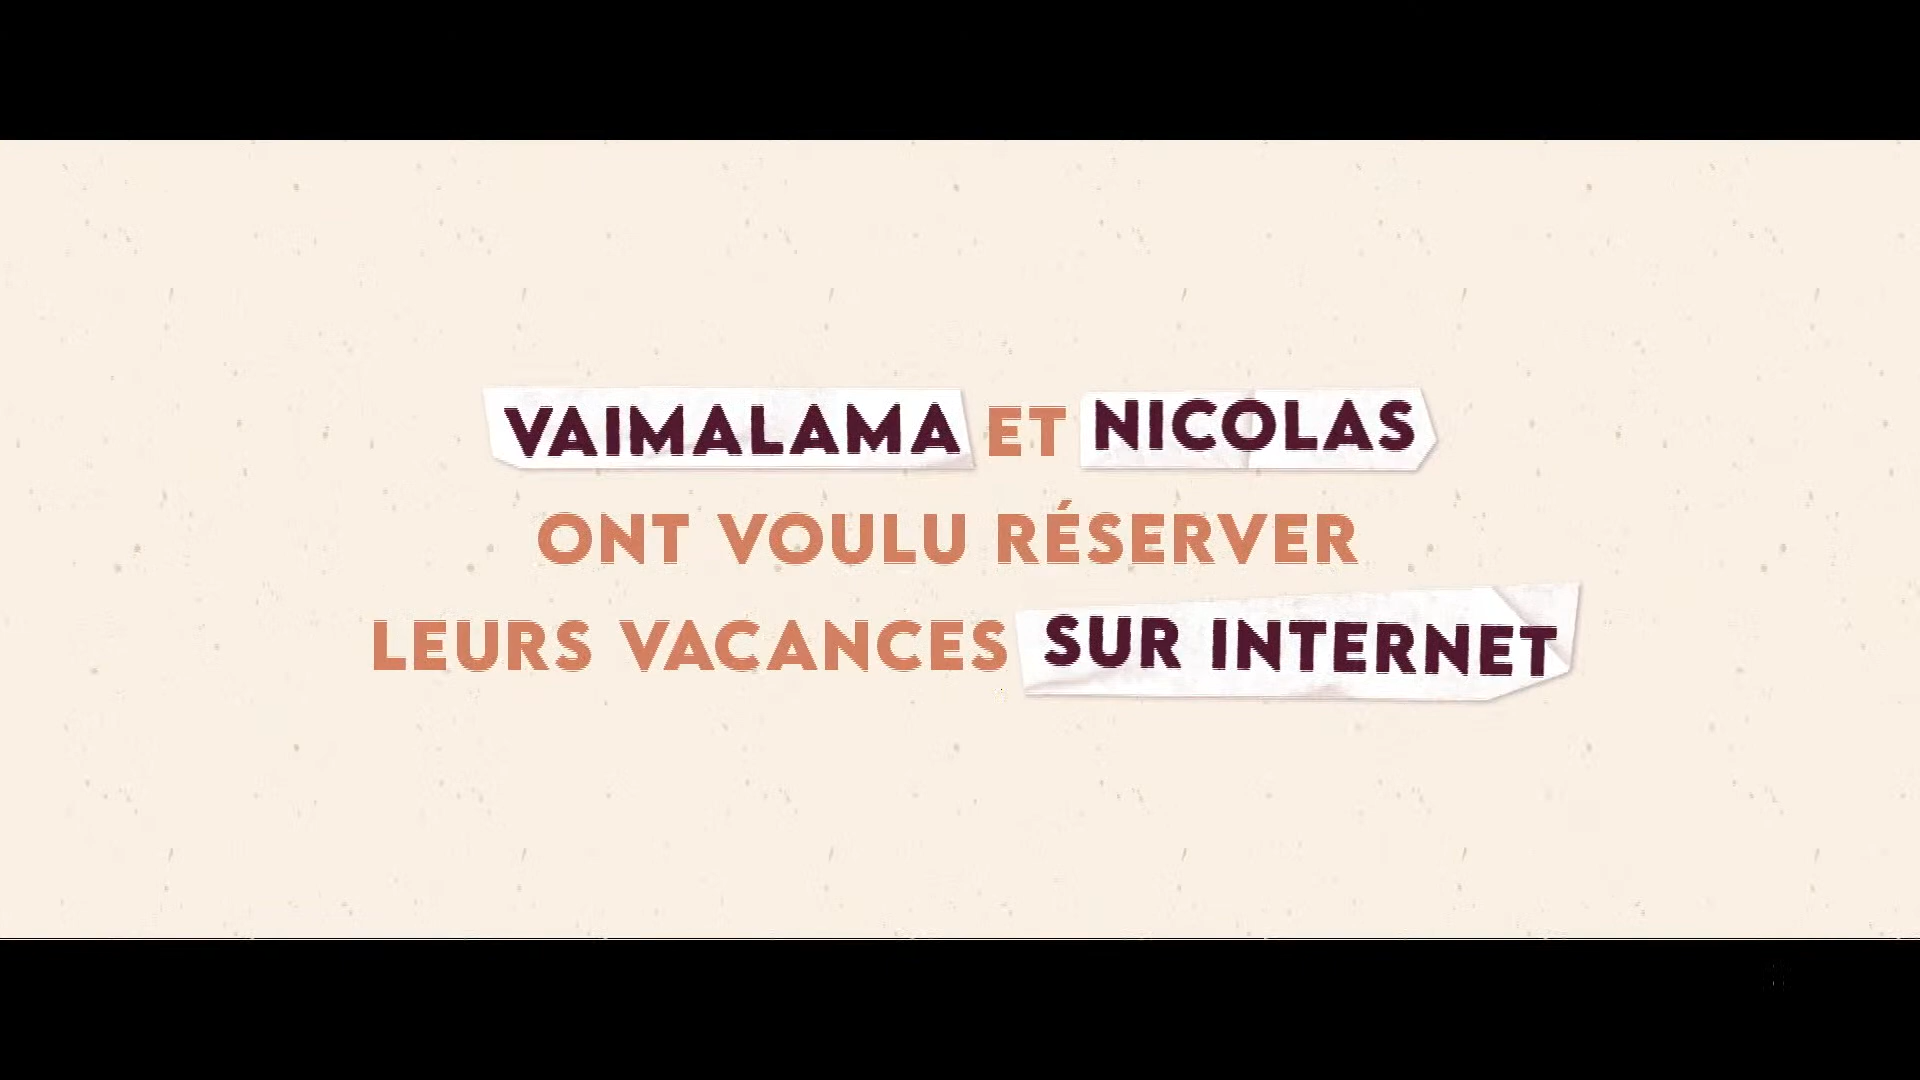 VAIMALAMA ET NICOLAS
ONT VOULU RÉSERVER
LEURS VACANCES SUR INTERNET